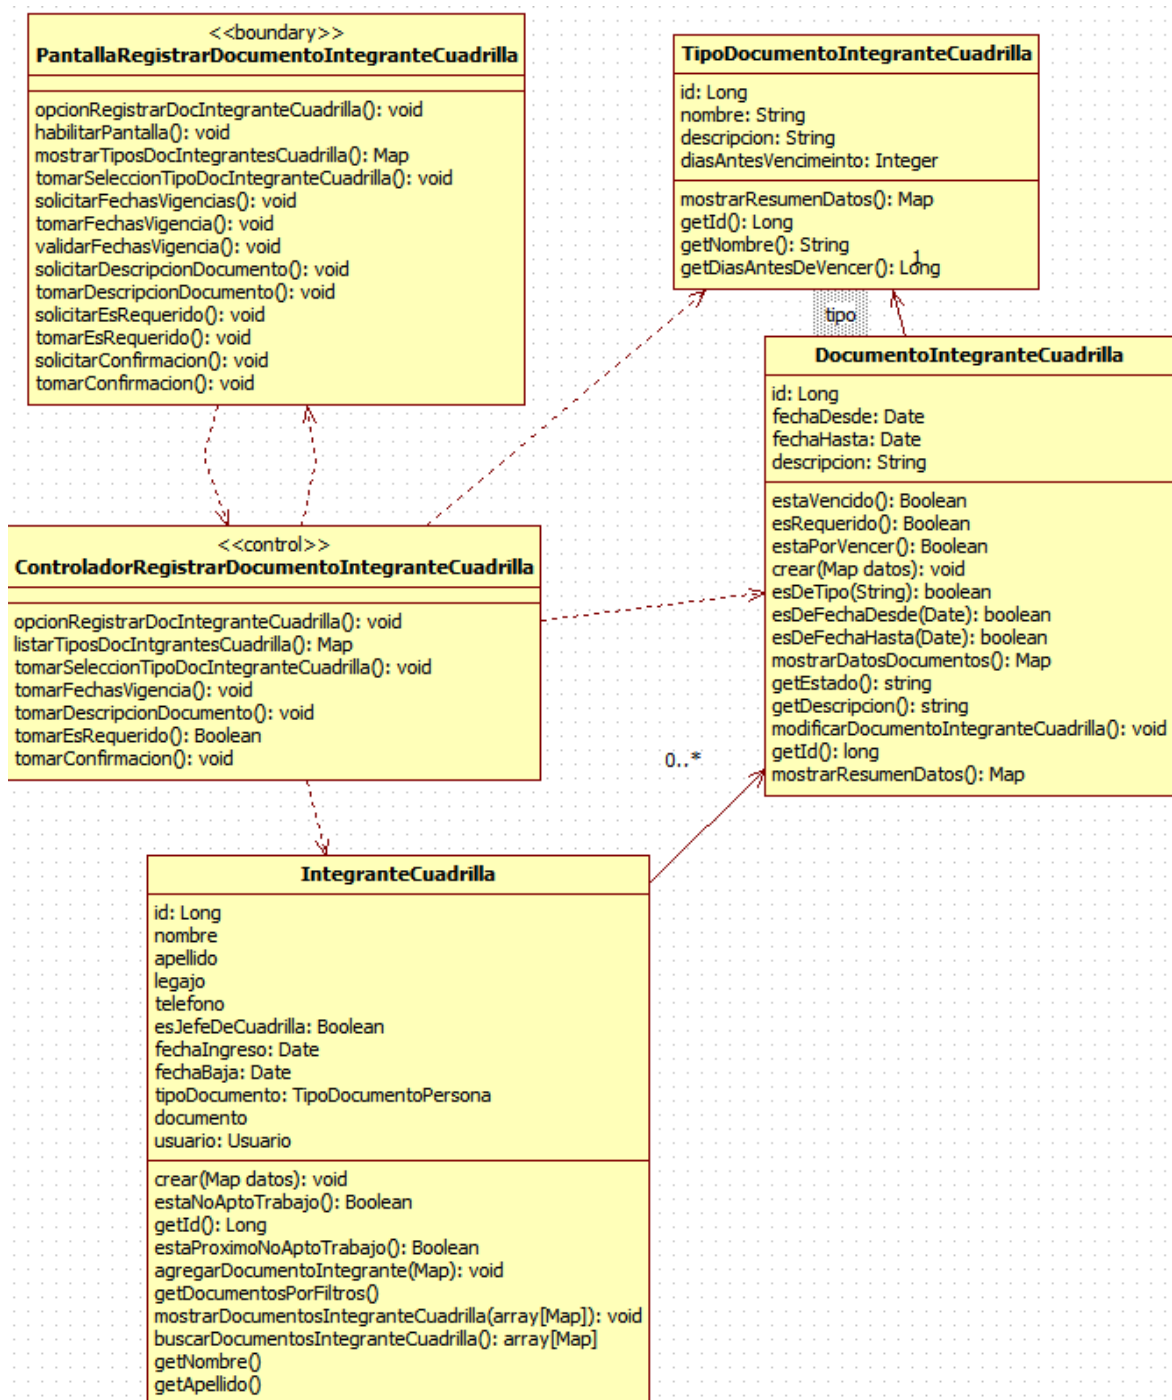 <<boundary>>
PantallaRegistrarDocumentoIntegranteCuadrilla
opcionRegistrarDocIntegranteCuadrilla(): void
habilitarPantalla(): void
mostrarTiposDocIntegrantesCuadrilla(): Map
tomarSeleccionTipoDocIntegranteCuadrilla(): void
solicitarFechasVigencias(): void
tomarFechasVigencia(): void
validarFechasVigencia(): void
solicitarDescripcionDocumento(): void
tomarDescripcionDocumento(): void
solicitarEsRequerido(): void
tomarEsRequerido(): void
solicitarConfirmacion(): void
tomarConfirmacion(): void
TipoDocumentoIntegranteCuadrilla
id: Long
nombre: String
descripcion: String
diasAntesVencimeinto: Integer
mostrarResumenDatos(): Map
getId(): Long
getNombre(): String
getDiasAntesDeVencer(): Long
1
tipo
DocumentoIntegranteCuadrilla
id: Long
fechaDesde: Date
fechaHasta: Date
descripcion: String
estaVencido(): Boolean
esRequerido(): Boolean
estaPorVencer(): Boolean
crear(Map datos): void
esDeTipo(String): boolean
esDeFechaDesde(Date): boolean
esDeFechaHasta(Date): boolean
mostrarDatosDocumentos(): Map
getEstado(): string
getDescripcion(): string
modificarDocumentoIntegranteCuadrilla(): void
getId(): long
mostrarResumenDatos(): Map
<<control>>
ControladorRegistrarDocumentoIntegranteCuadrilla
opcionRegistrarDocIntegranteCuadrilla(): void
listarTiposDocIntgrantesCuadrilla(): Map
tomarSeleccionTipoDocIntegranteCuadrilla(): void
tomarFechasVigencia(): void
tomarDescripcionDocumento(): void
tomarEsRequerido(): Boolean
tomarConfirmacion(): void
0..*
IntegranteCuadrilla
id: Long
nombre
apellido
legajo
telefono
esJefeDeCuadrilla: Boolean
fechaIngreso: Date
fechaBaja: Date
tipoDocumento: TipoDocumentoPersona
documento
usuario: Usuario
crear(Map datos): void
estaNoAptoTrabajo(): Boolean
getId(): Long
estaProximoNoAptoTrabajo(): Boolean
agregarDocumentoIntegrante(Map): void
getDocumentosPorFiltros()
mostrarDocumentosIntegranteCuadrilla(array[Map]): void
buscarDocumentosIntegranteCuadrilla(): array[Map]
getNombre()
getApellido()